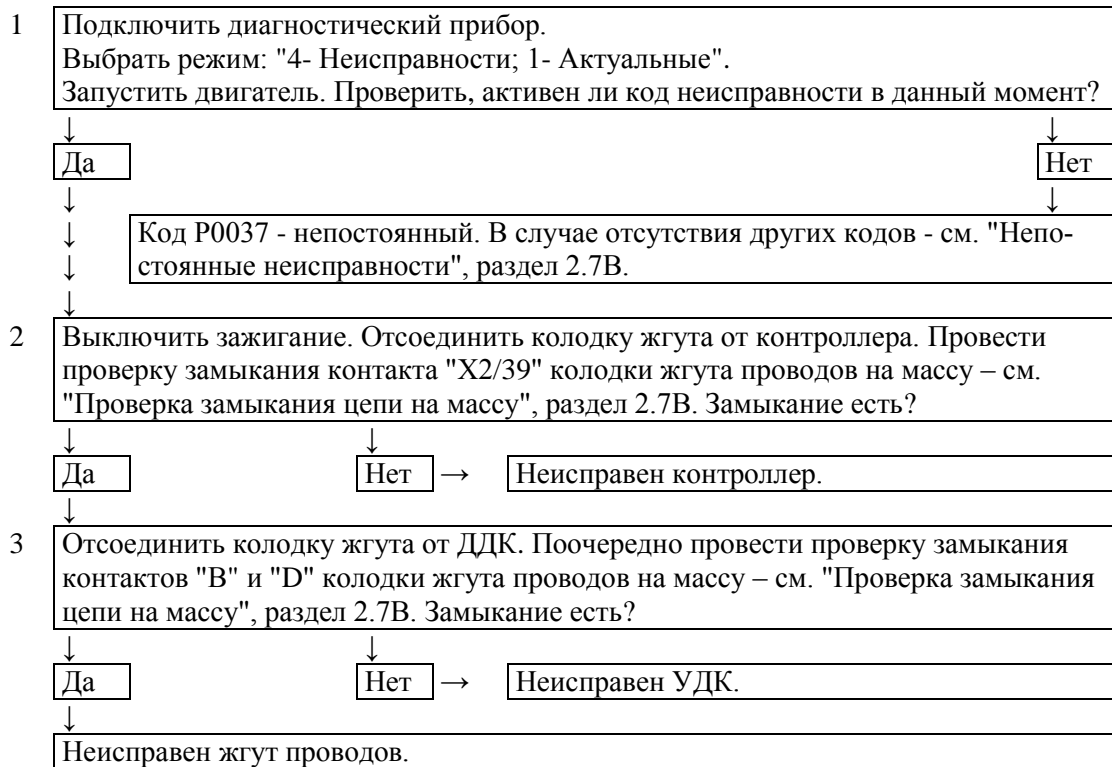 1 Подключить диагностический прибор.
Выбрать режим: "4- Неисправности; 1- Актуальные".
Запустить двигатель. Проверить, активен ли код неисправности в данный момент?
↓ ↓
Да Нет
↓ ↓
↓ Код Р0037 - непостоянный. В случае отсутствия других кодов - см. "Непо-
↓ стоянные неисправности", раздел 2.7В.
↓
2 Выключить зажигание. Отсоединить колодку жгута от контроллера. Провести
проверку замыкания контакта "X2/39" колодки жгута проводов на массу – см.
"Проверка замыкания цепи на массу", раздел 2.7В. Замыкание есть?
↓ ↓
Да Нет → Неисправен контроллер.
↓
3 Отсоединить колодку жгута от ДДК. Поочередно провести проверку замыкания
контактов "B" и "D" колодки жгута проводов на массу – см. "Проверка замыкания
цепи на массу", раздел 2.7В. Замыкание есть?
↓ ↓
Да Нет → Неисправен УДК.
↓
Неисправен жгут проводов.